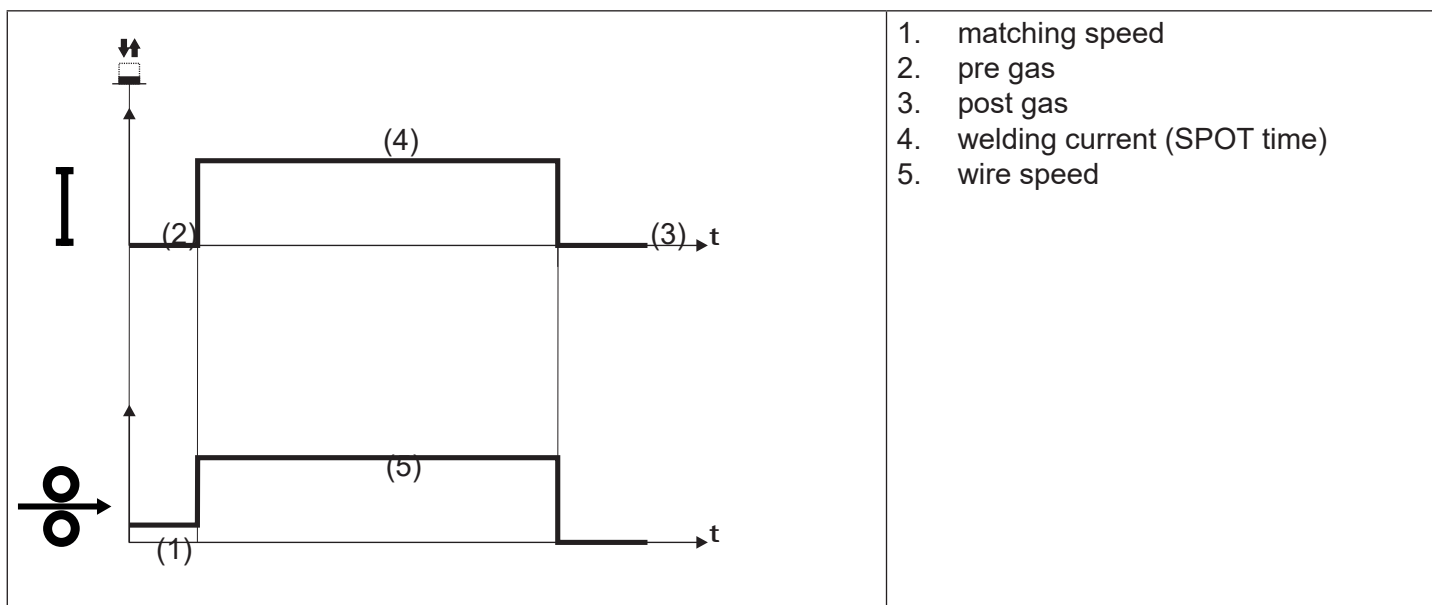 (4)
I
(2)
(3)
t
(5)
(1)
t
1. matching speed
2. pre gas
3. post gas
4. welding current (SPOT time)
5. wire speed